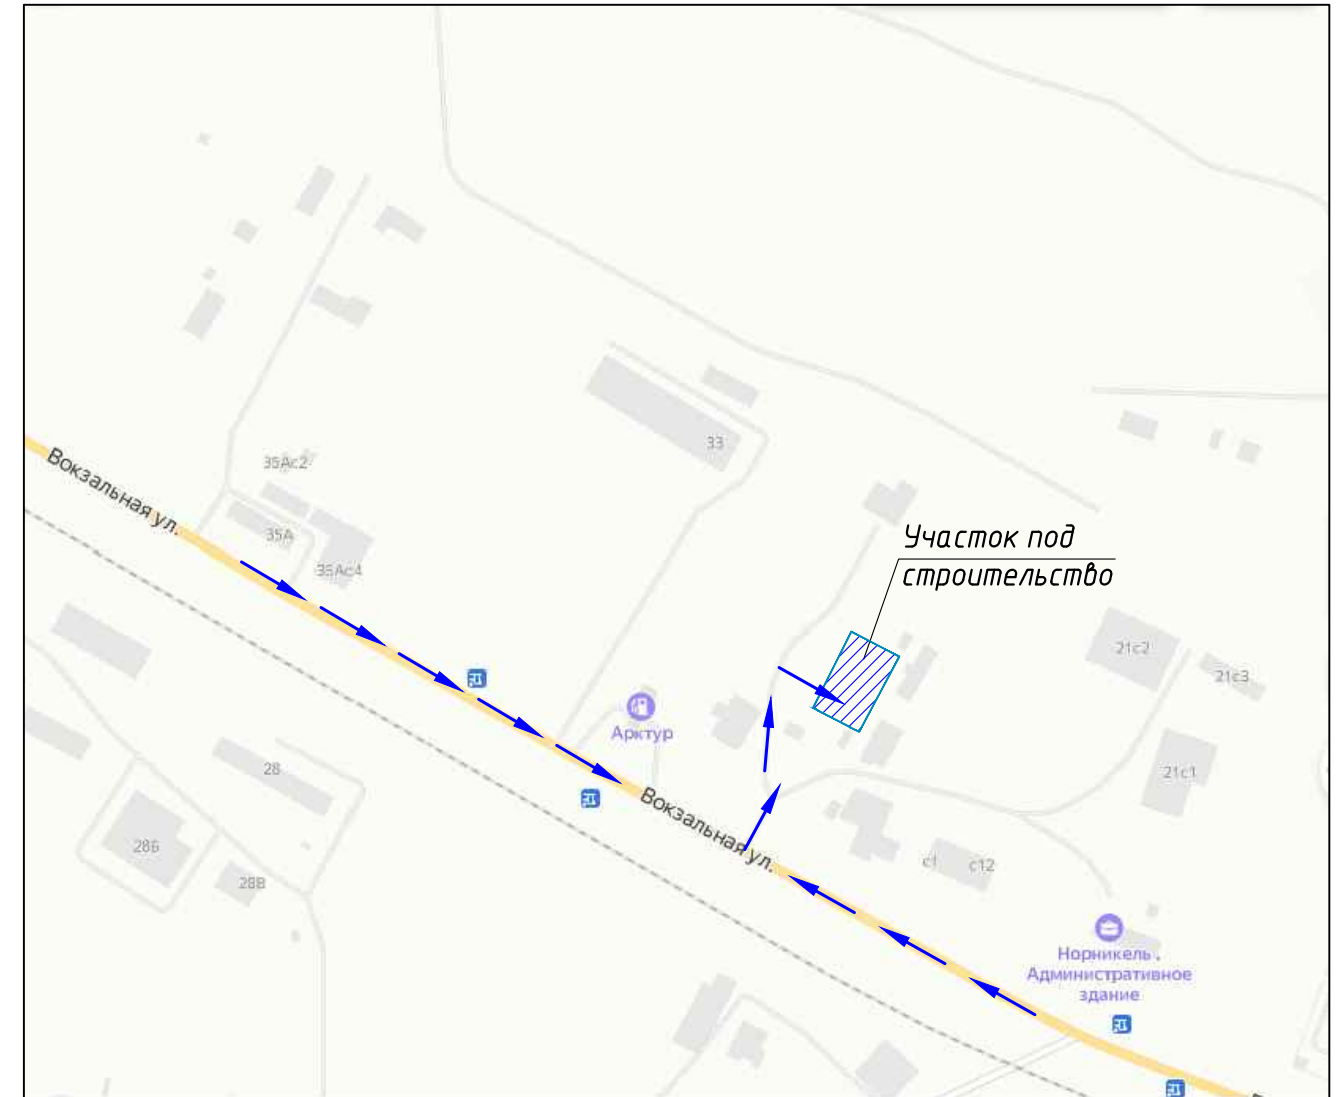 33
Вокзальная ул.
35Ас2
35А
35Ас4
Участок под
строительство
21с2
21с3
Арктур
28
21с1
Вокзальная ул.
28Б
28В
с1
с12
Норникель.
Административное
здание